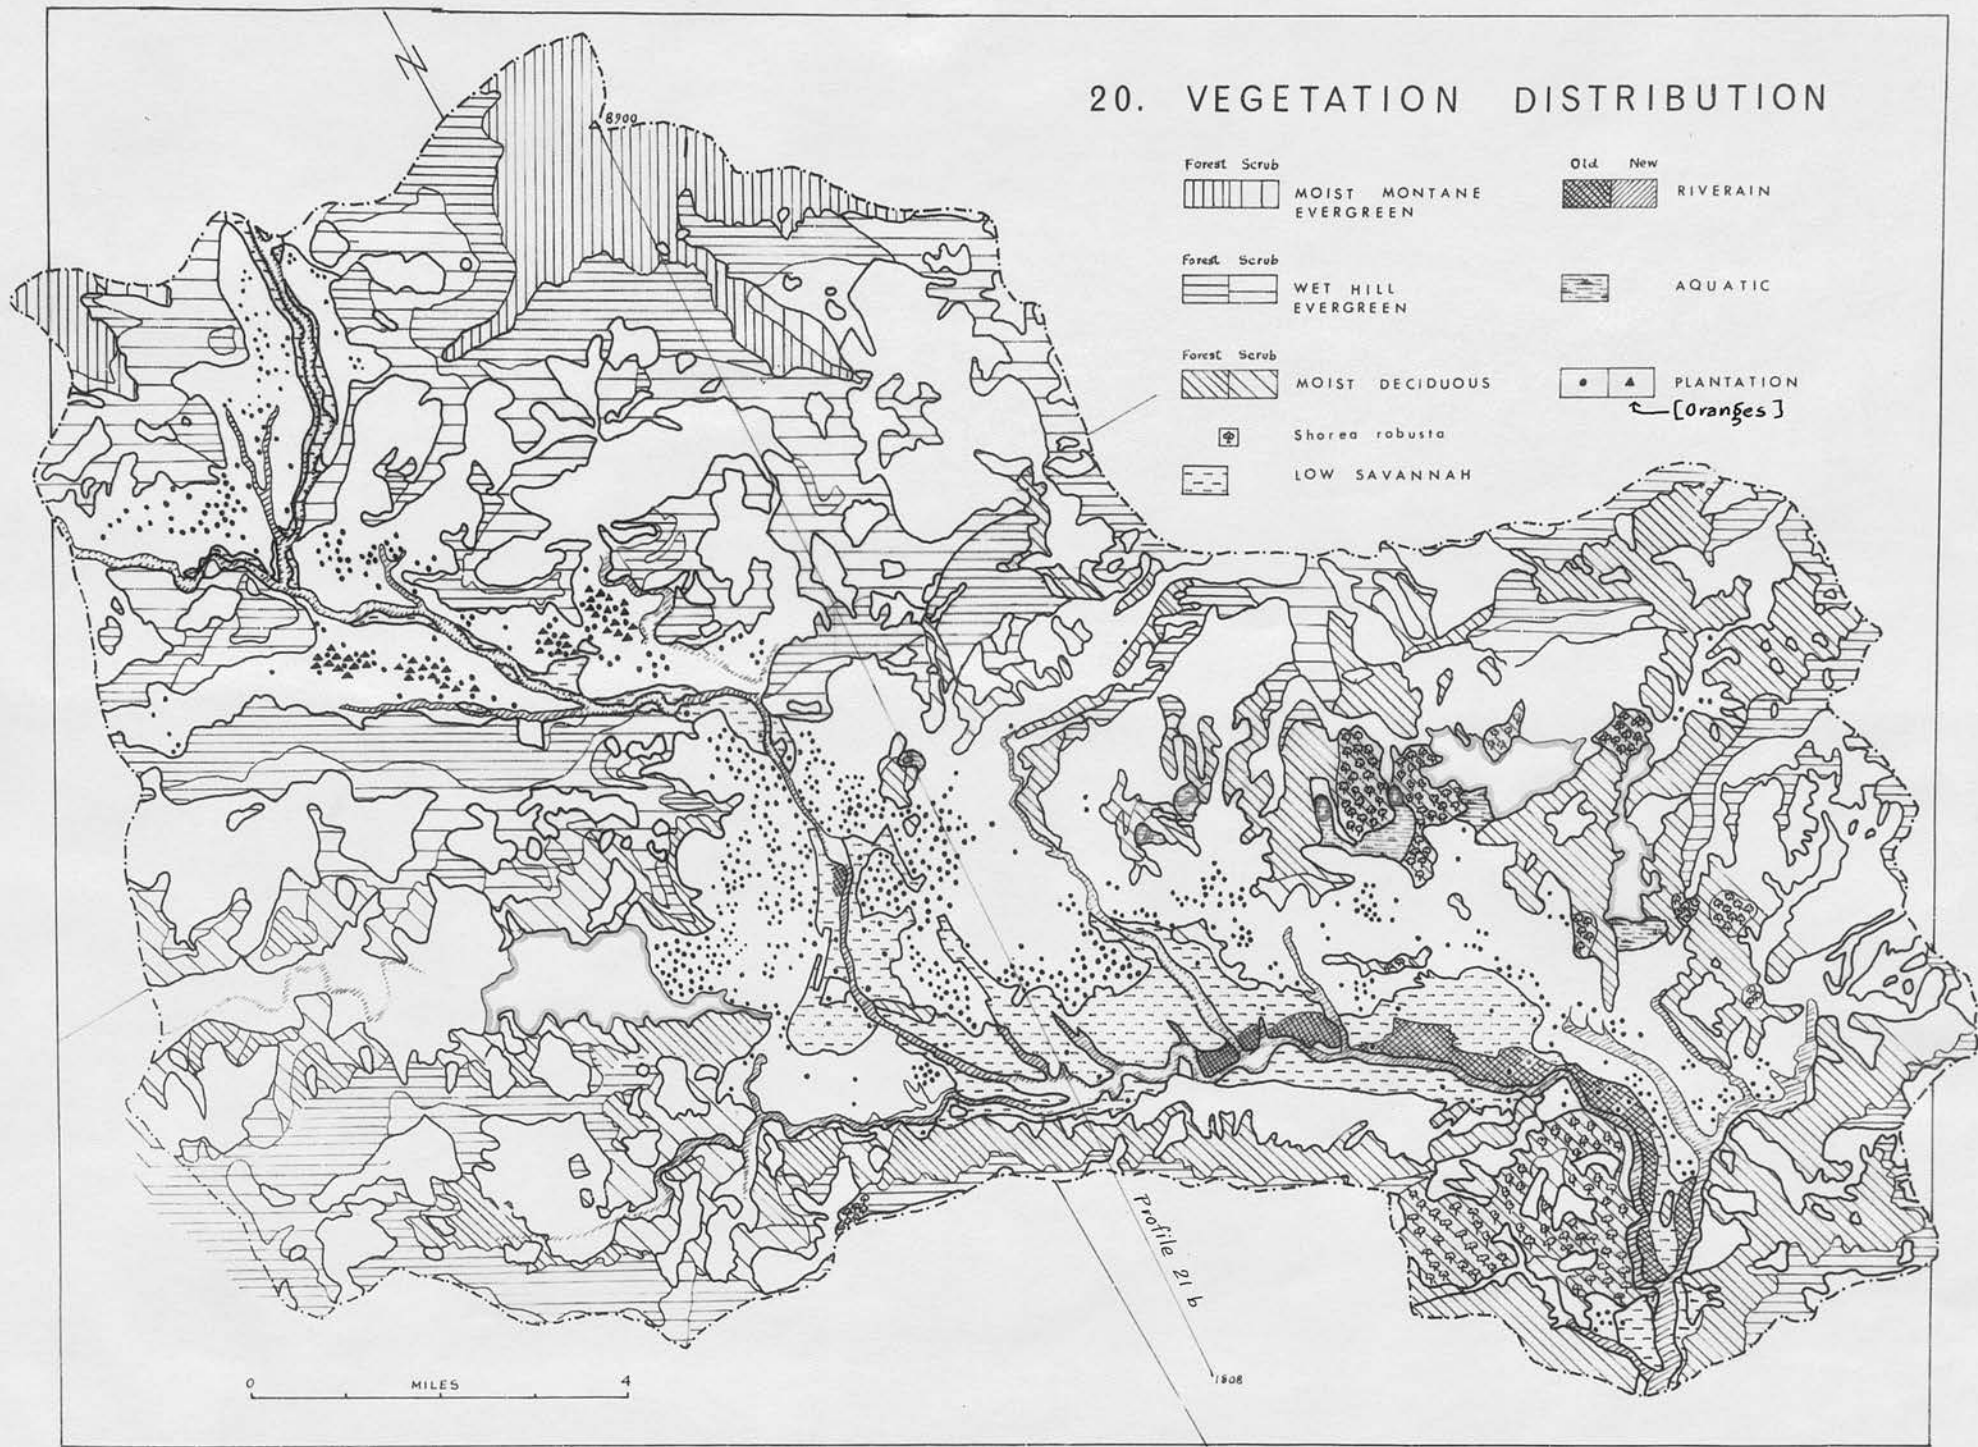 N
8900
20. VEGETATION DISTRIBUTION
Forest Scrub
MOIST MONTANE
EVERGREEN
Old New
RIVERAIN
Forest Scrub
WET HILL
EVERGREEN
AQUATIC
Forest Scrub
MOIST DECIDUOUS
PLANTATION
[Oranges]
Shorea robusta
LOW SAVANNAH
Profile 21b
1808
0 MILES 4